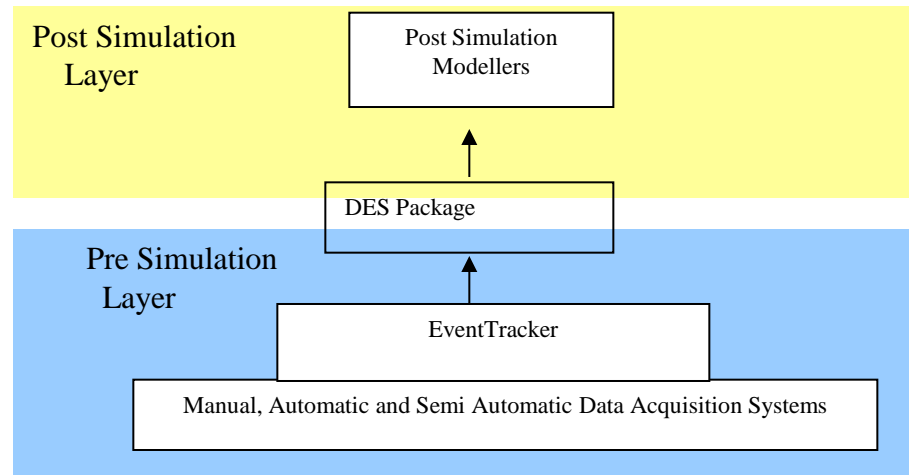 Post Simulation
Layer
Post Simulation
Modellers
DES Package
Pre Simulation
Layer
EventTracker
Manual, Automatic and Semi Automatic Data Acquisition Systems